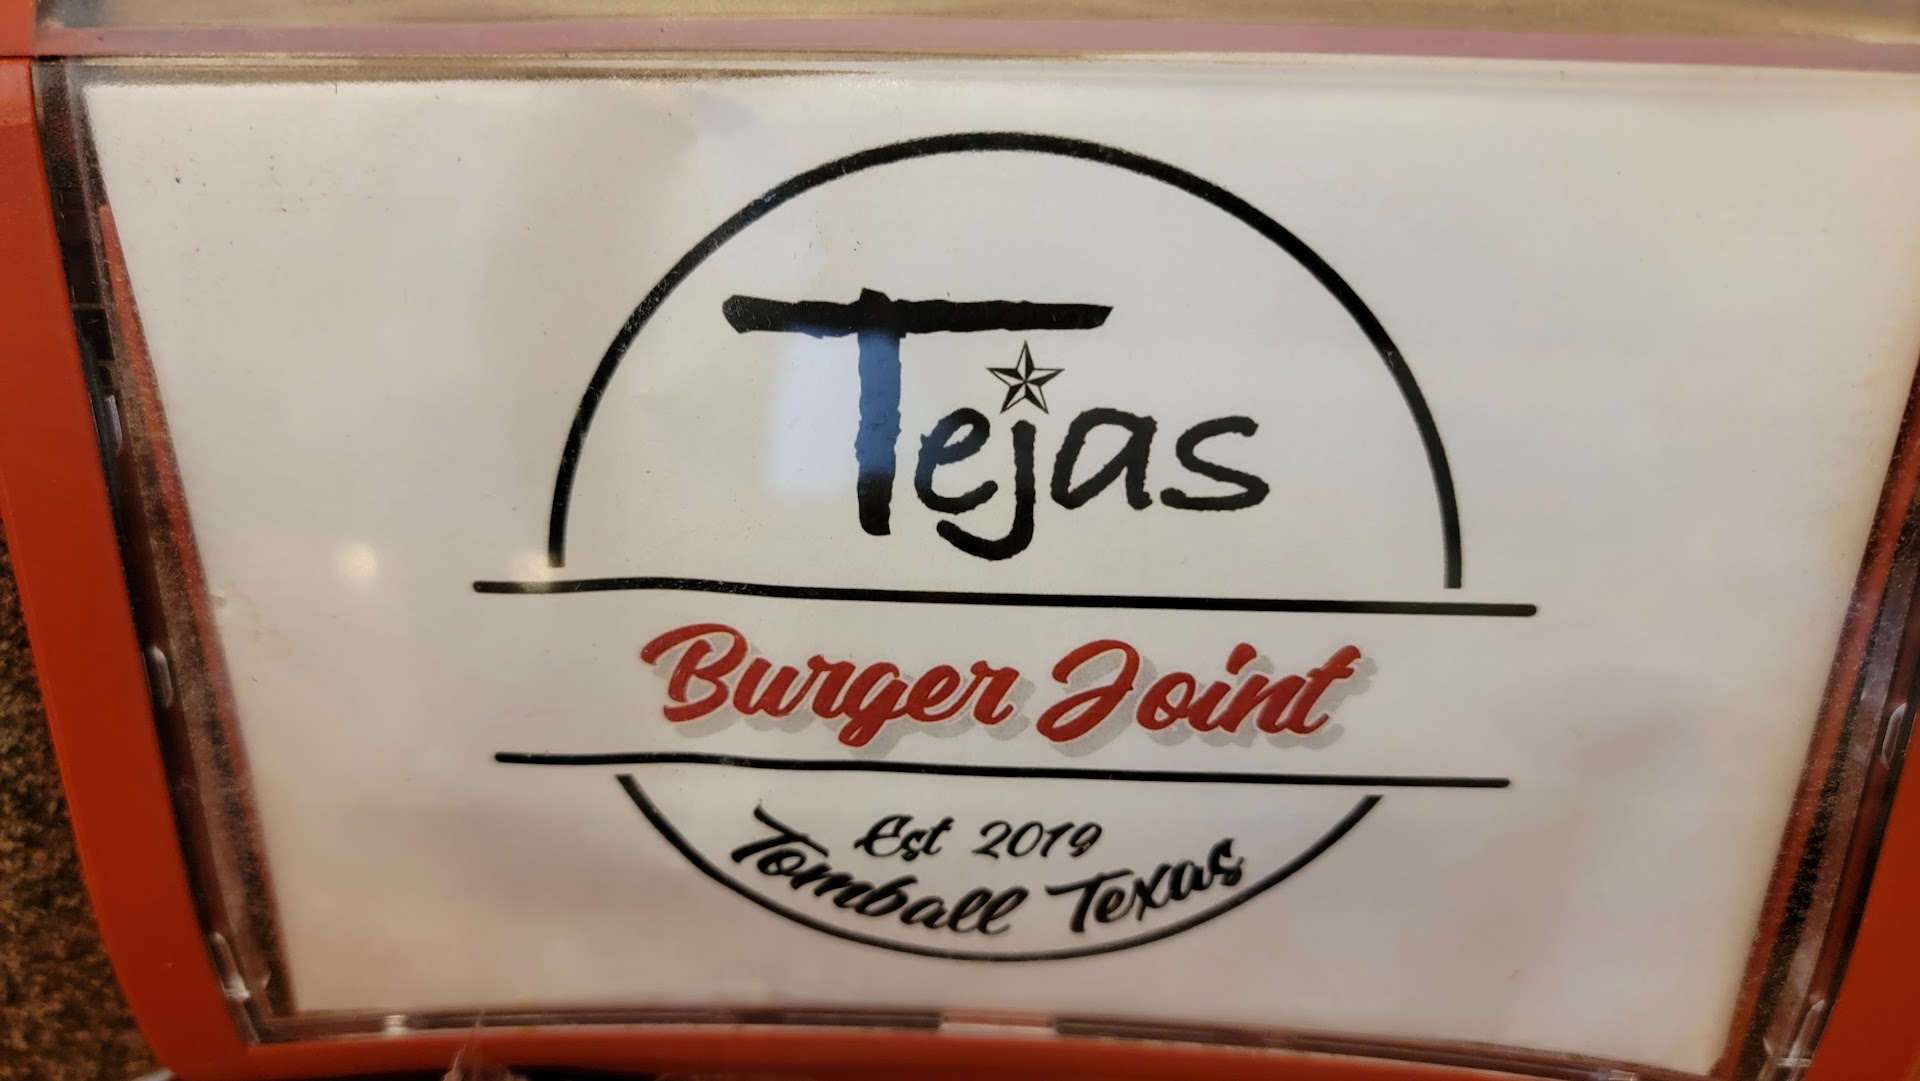 Tejas
Burger Joint
Est 2019
Tomball Texas